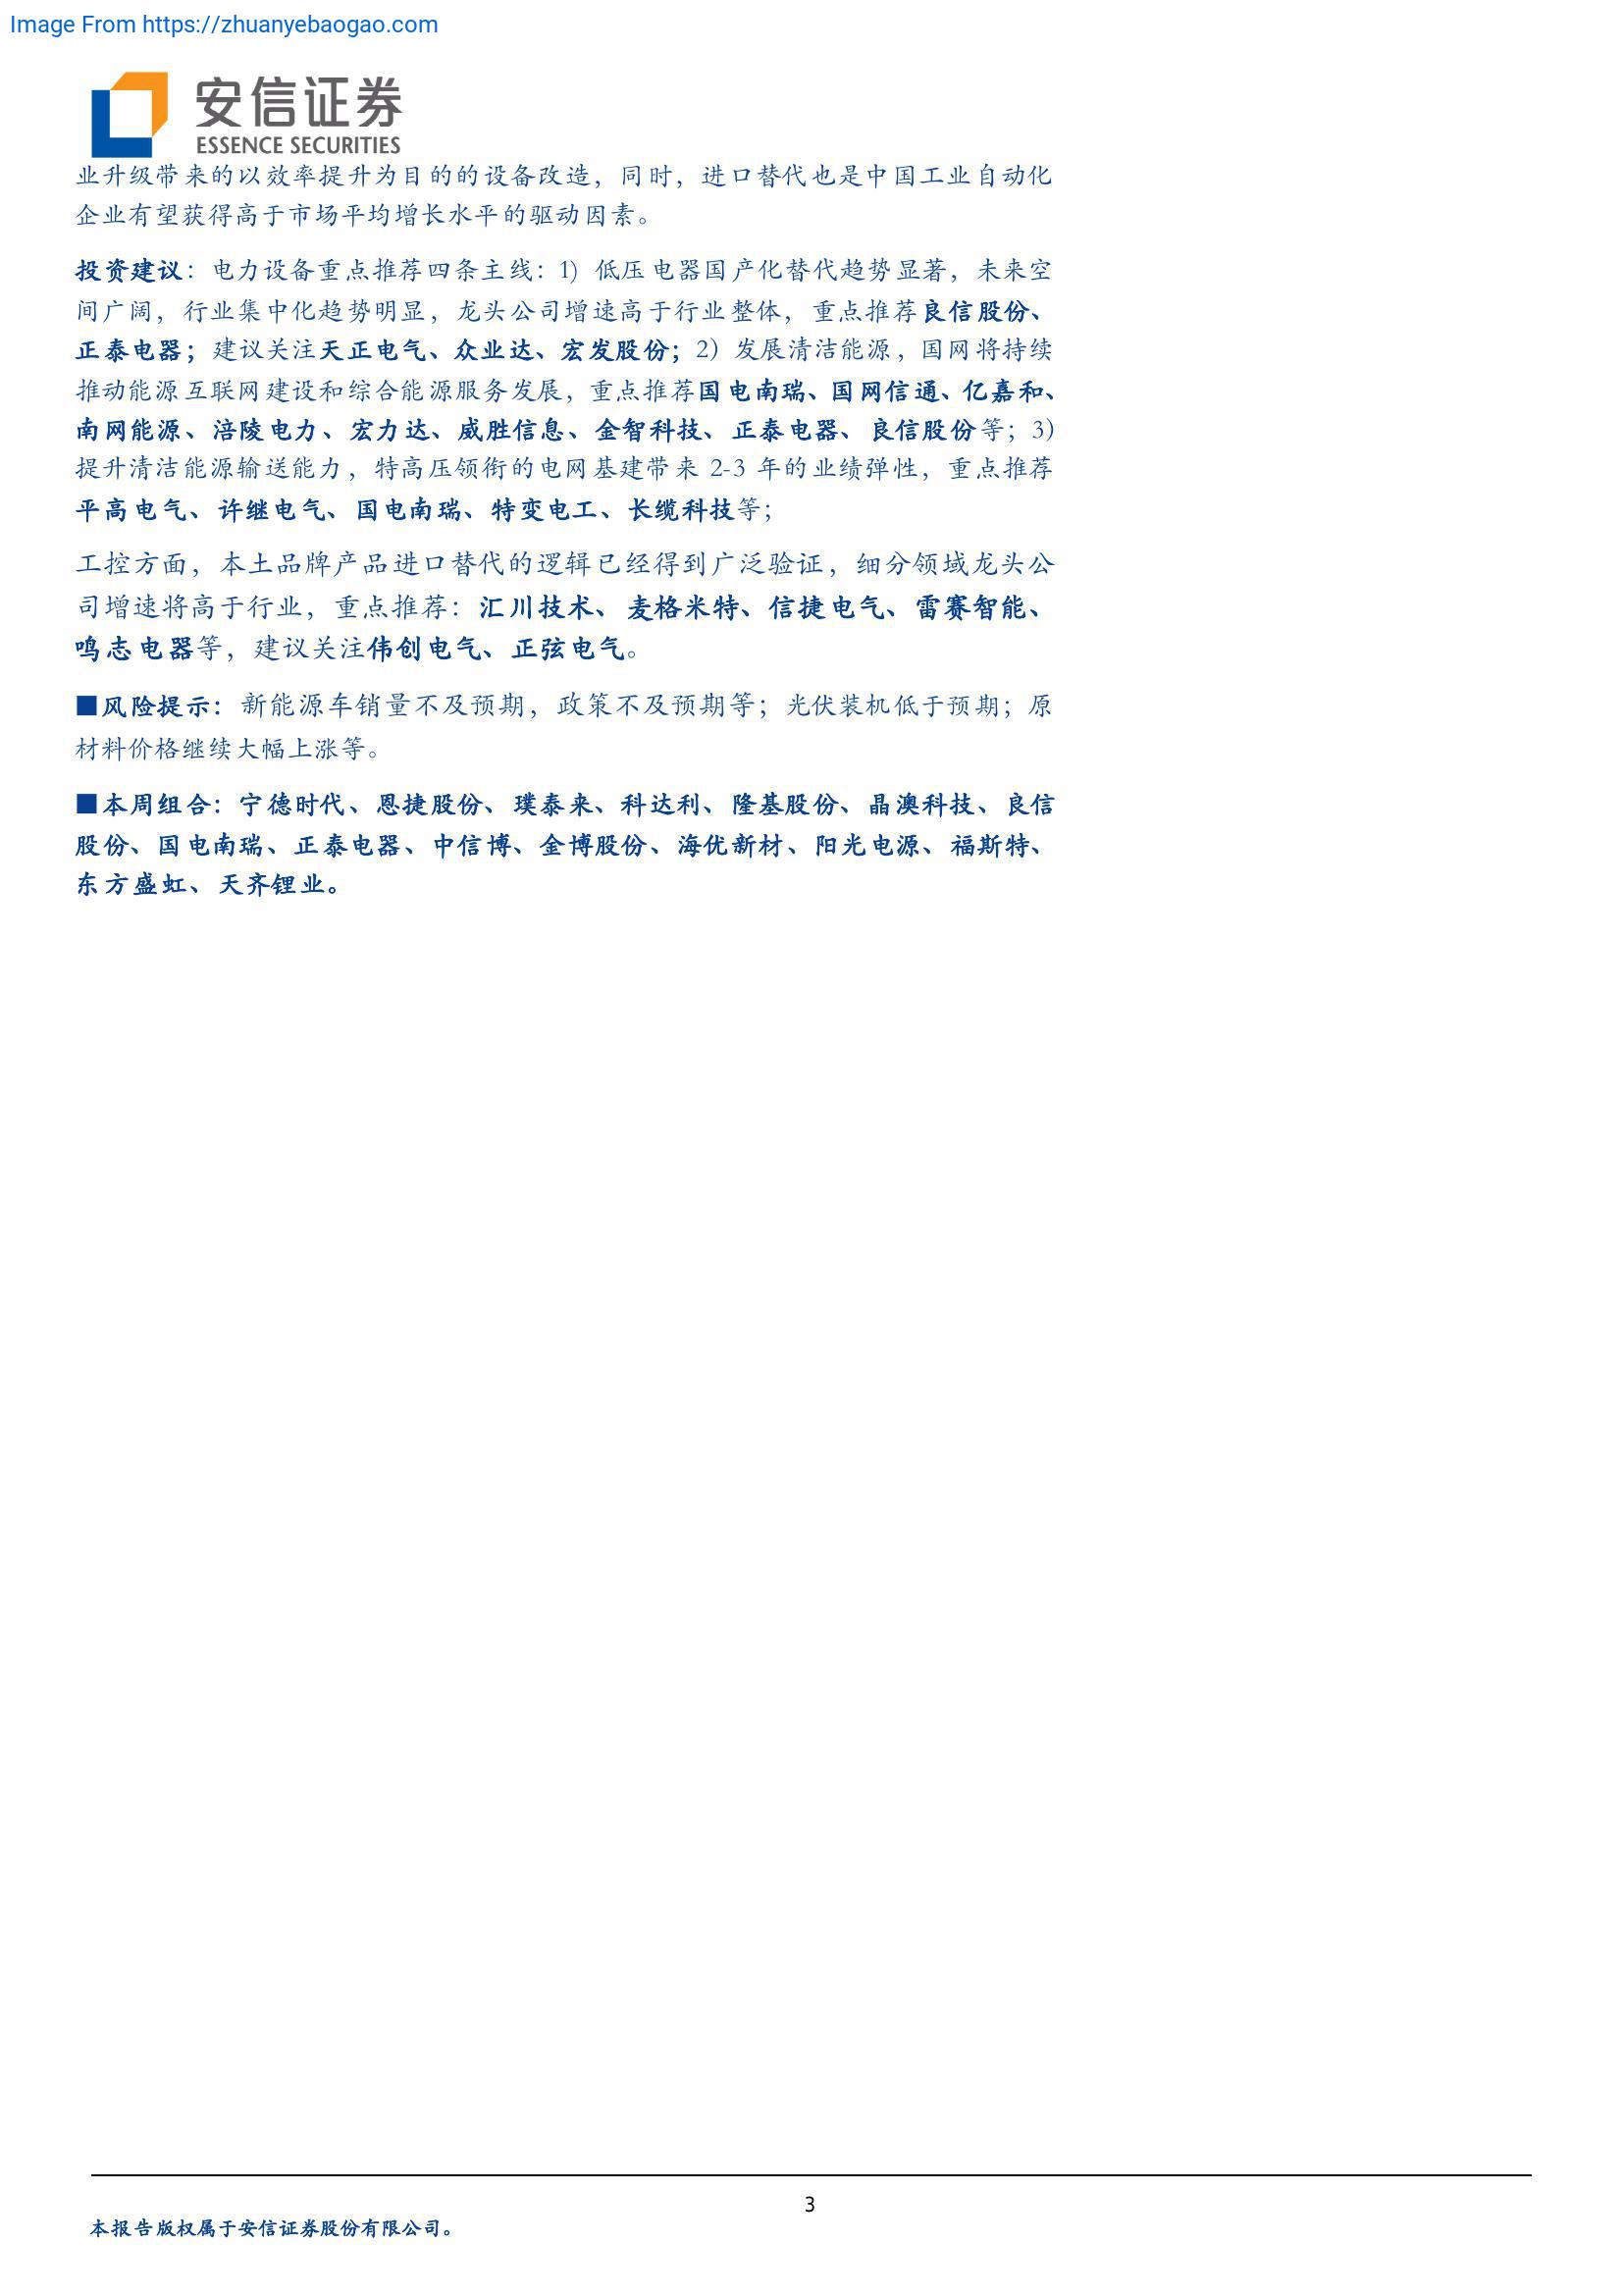 Image From https://zhuanyebaogao.com
安信证券
ESSENCE SECURITIES
业升级带来的以效率提升为目的的设备改造，同时，进口替代也是中国工业自动化
企业有望获得高于市场平均增长水平的驱动因素。
投资建议：电力设备重点推荐四条主线：1）低压电器国产化替代趋势显著，未来空
间广阔，行业集中化趋势明显，龙头公司增速高于行业整体，重点推荐良信股份、
正泰电器；建议关注天正电气、众业达、宏发股份；2）发展清洁能源，国网将持续
推动能源互联网建设和综合能源服务发展，重点推荐国电南瑞、国网信通、亿嘉和、
南网能源、涪陵电力、宏力达、威胜信息、金智科技、正泰电器、良信股份等；3）
提升清洁能源输送能力，特高压领衔的电网基建带来 2-3 年的业绩弹性，重点推荐
平高电气、许继电气、国电南瑞、特变电工、长缆科技等；
工控方面，本土品牌产品进口替代的逻辑已经得到广泛验证，细分领域龙头公
司增速将高于行业，重点推荐：汇川技术、麦格米特、信捷电气、雷赛智能、
鸣志电器等，建议关注伟创电气、正弦电气。
■风险提示：新能源车销量不及预期，政策不及预期等；光伏装机低于预期；原
材料价格继续大幅上涨等。
■本周组合：宁德时代、恩捷股份、璞泰来、科达利、隆基股份、晶澳科技、良信
股份、国电南瑞、正泰电器、中信博、金博股份、海优新材、阳光电源、福斯特、
东方盛虹、天齐锂业。
3
本报告版权属于安信证券股份有限公司。